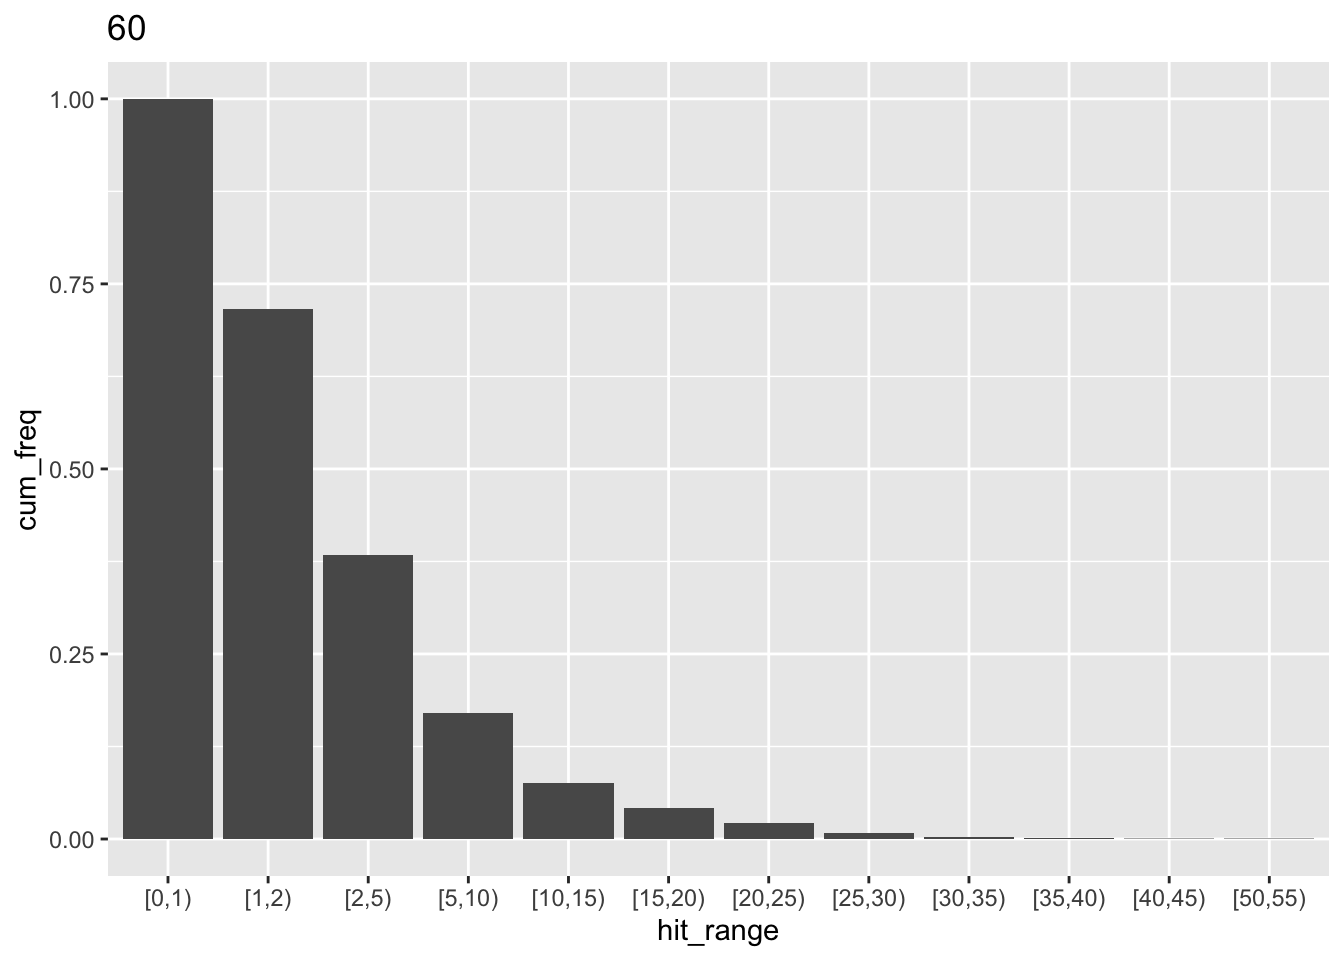 60
1.00
0.75
0.50
0.25
0.00
cum_freq
[0,1) [1,2) [2,5) [5,10) [10,15) [15,20) [20,25) [25,30) [30,35) [35,40) [40,45) [50,55)
hit_range